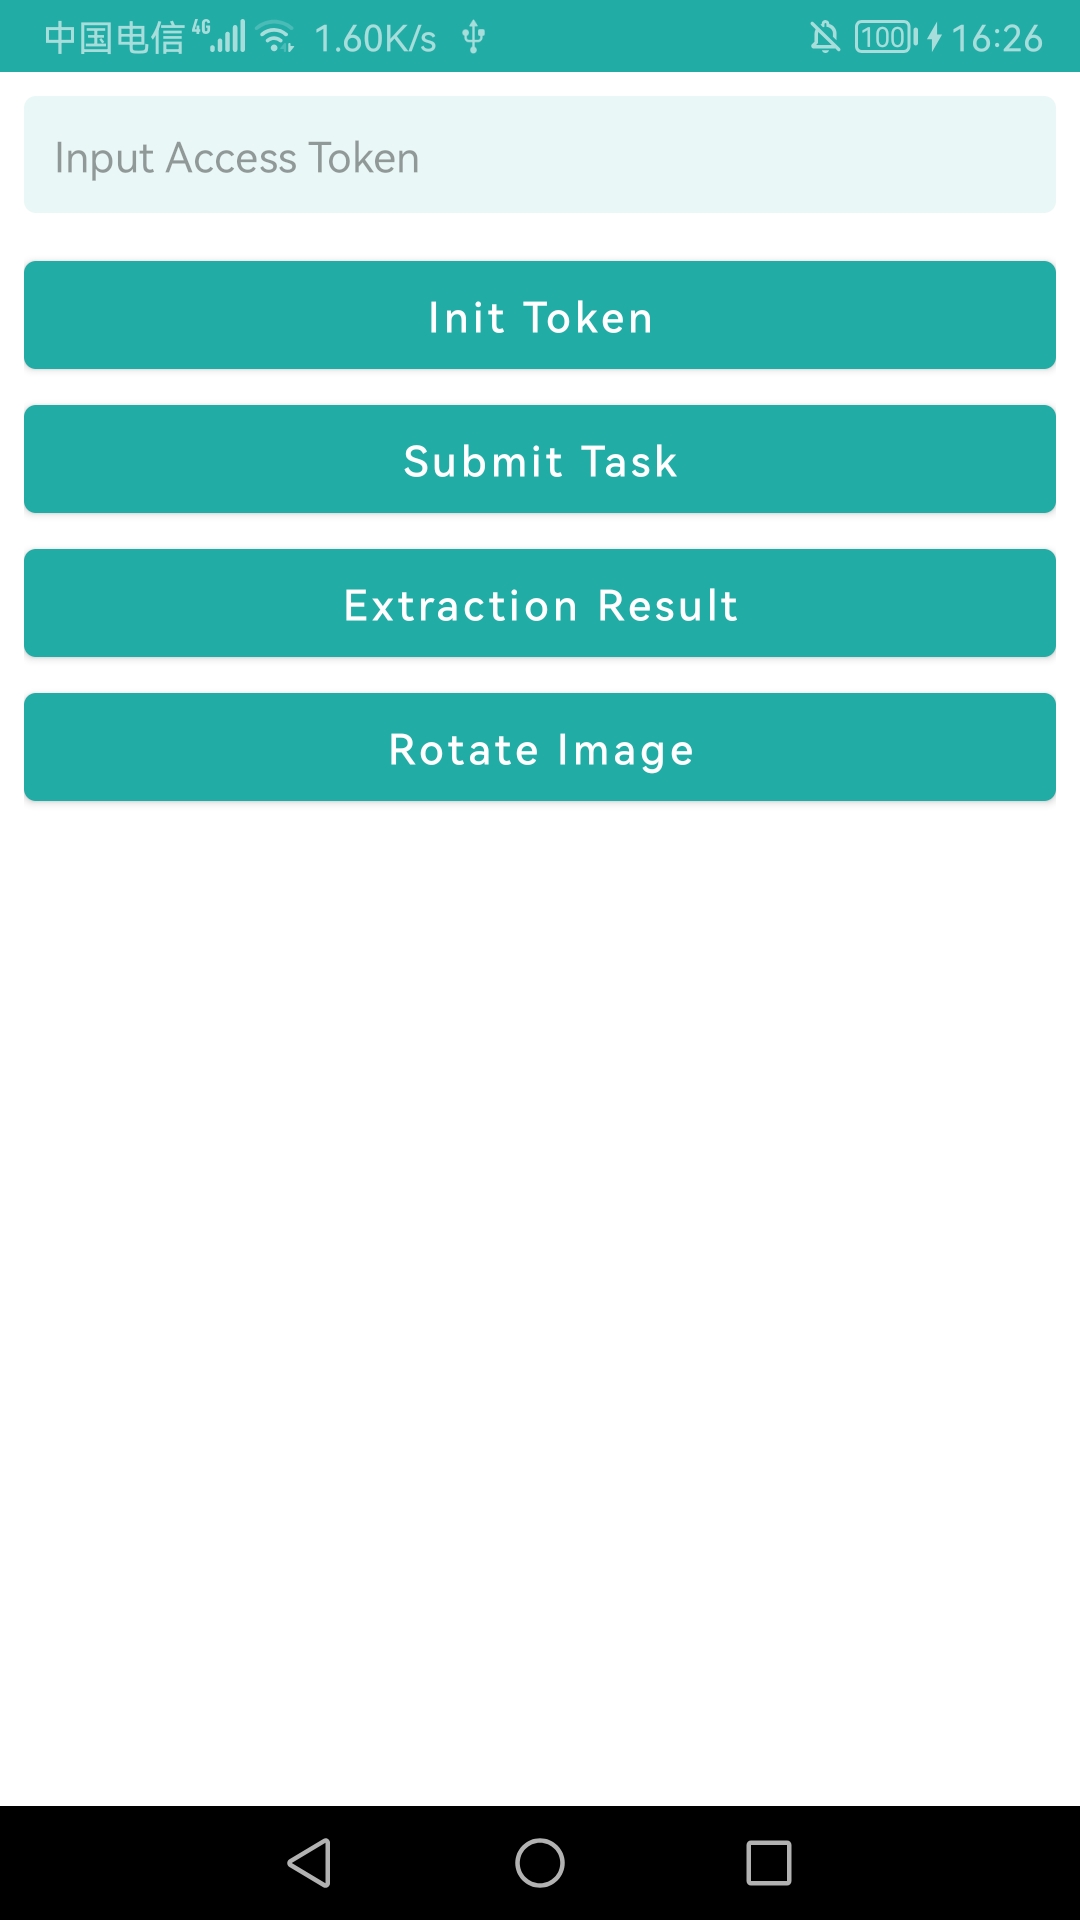 中国电信 4G 1.60K/s 100 16:26
Input Access Token
Init Token
Submit Task
Extraction Result
Rotate Image